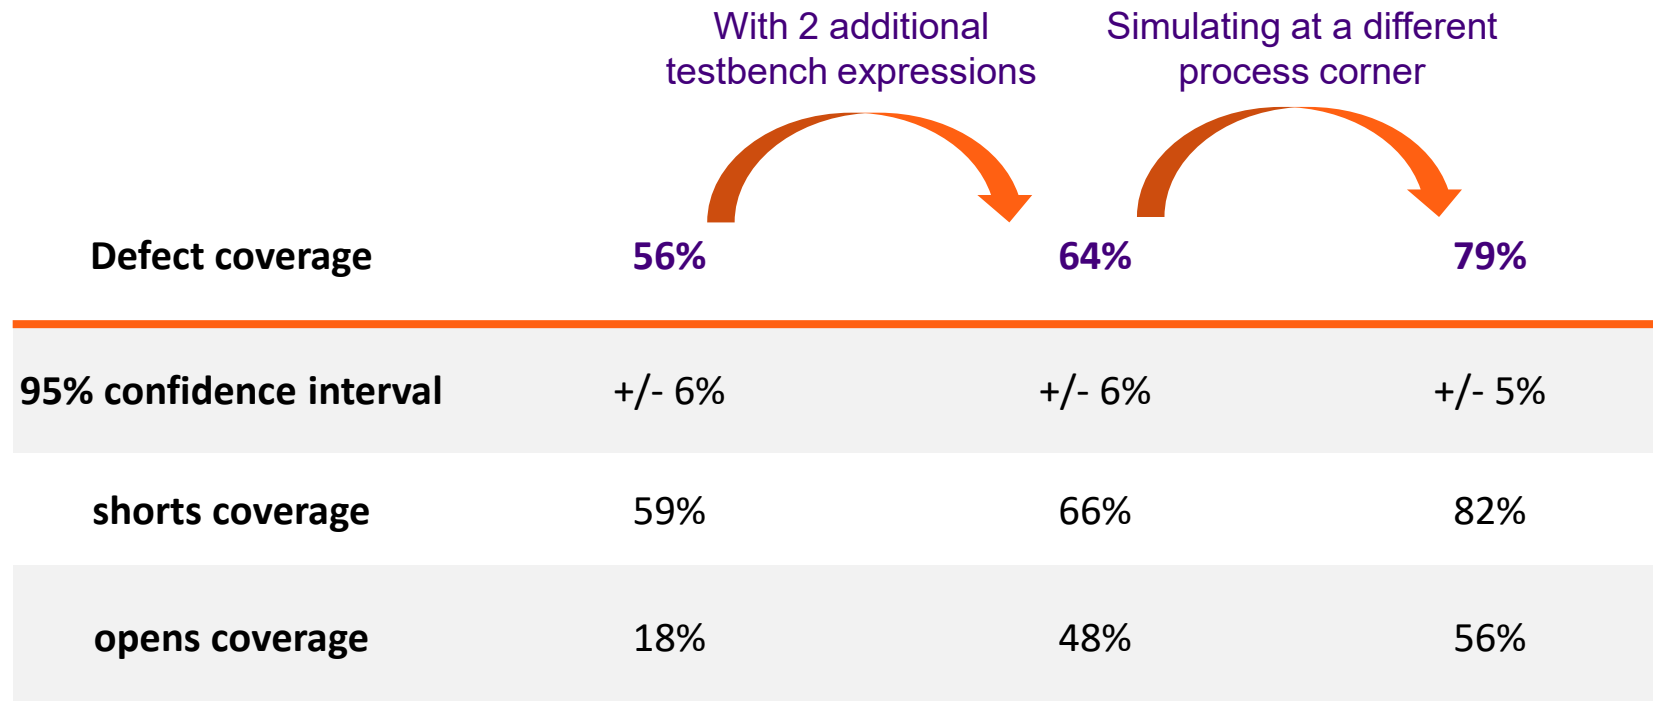 With 2 additional
testbench expressions
Simulating at a different
process corner
Defect coverage 56% 64% 79%
95% confidence interval +/- 6% +/- 6% +/- 5%
shorts coverage 59% 66% 82%
opens coverage 18% 48% 56%